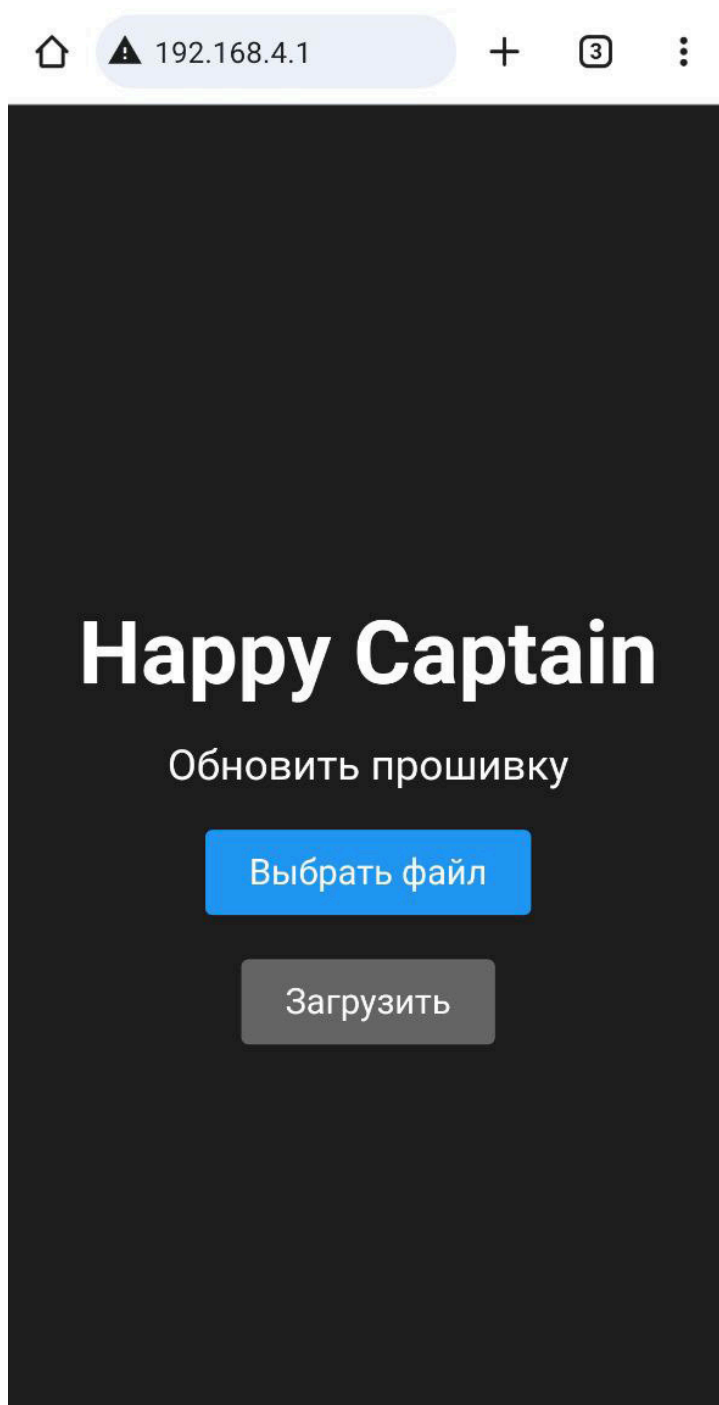 192.168.4.1
3
Happy Captain
Обновить прошивку
Выбрать файл
Загрузить